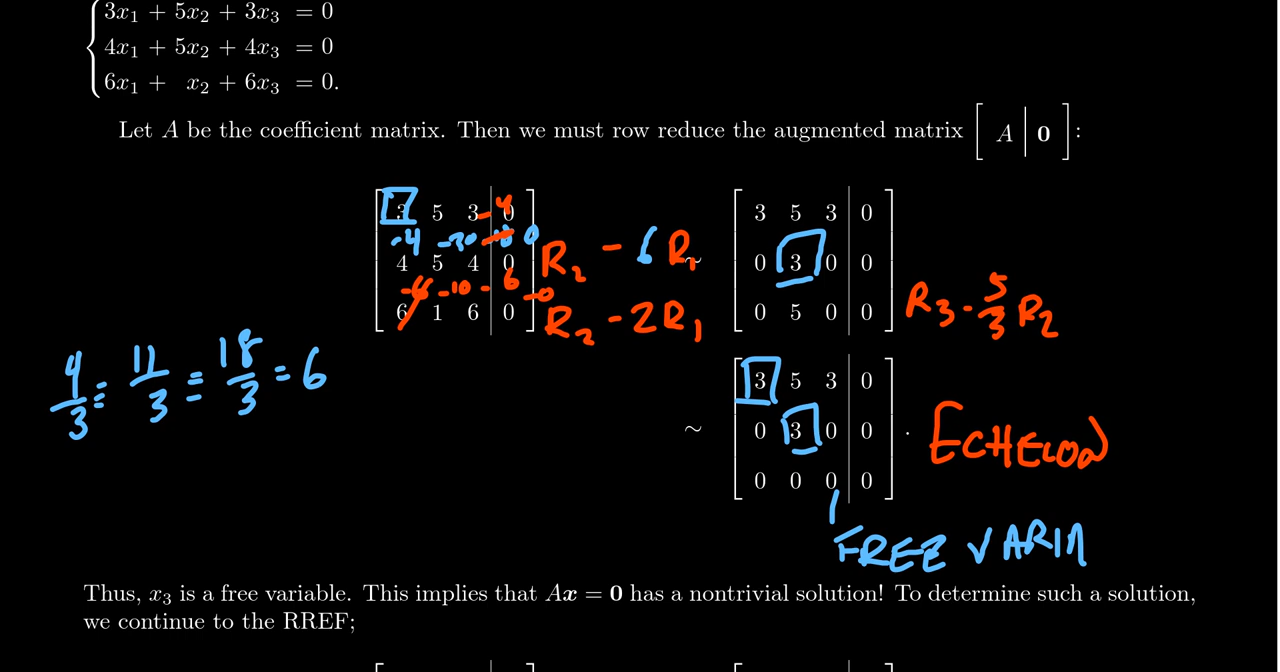 3x₁ + 5x₂ + 3x₃ = 0
4x₁ + 5x₂ + 4x₃ = 0
6x₁ + x₂ + 6x₃ = 0.
Let A be the coefficient matrix. Then we must row reduce the augmented matrix [ A | 0 ]:
3 5 3 0
-4 -20 0
4 5 4 0
R₂ - 6 R₁
-10 - 6 -0
6 1 6 0
R₂ - 2R₁
~
3 5 3 0
0 3 0 0
0 5 0 0
R₃ - 5/3 R₂
4/3 = 11/3 = 18/3 = 6
~
3 5 3 0
0 3 0 0
0 0 0 0
.
ECHELON
FREE VARIA
Thus, x₃ is a free variable. This implies that Ax = 0 has a nontrivial solution! To determine such a solution,
we continue to the RREF;